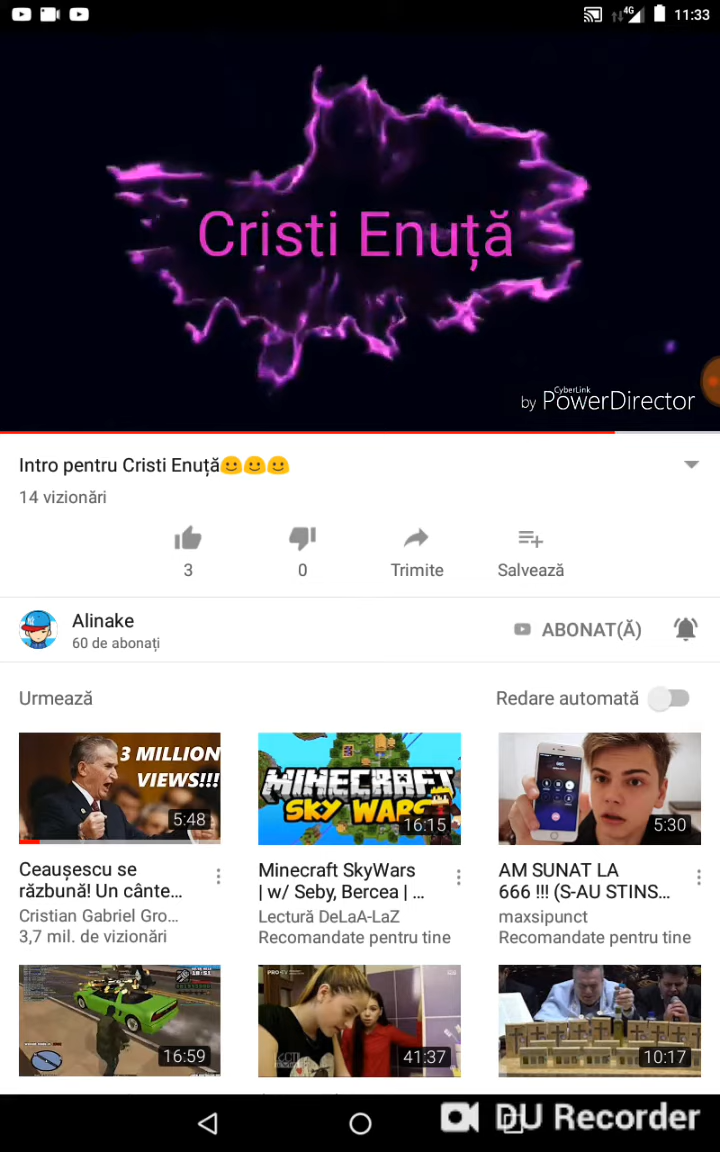 4G 11:33
Cristi Enuță
CyberLink
by PowerDirector
Intro pentru Cristi Enuță🙂🙂🙂
14 vizionări
3 0 Trimite Salvează
Alinake
60 de abonați
ABONAT(Ă)
Urmează Redare automată
3 MILLION
VIEWS!!!
5:48
MINECRAFT
SKY WARS
16:15
5:30
Ceaușescu se
răzbună! Un cânte...
Cristian Gabriel Gro...
3,7 mil. de vizionări
Minecraft SkyWars
| w/ Seby, Bercea | ...
Lectură DeLaA-LaZ
Recomandate pentru tine
AM SUNAT LA
666 !!! (S-AU STINS...
maxsipunct
Recomandate pentru tine
16:59
PRO•TV
41:37
10:17
DU Recorder